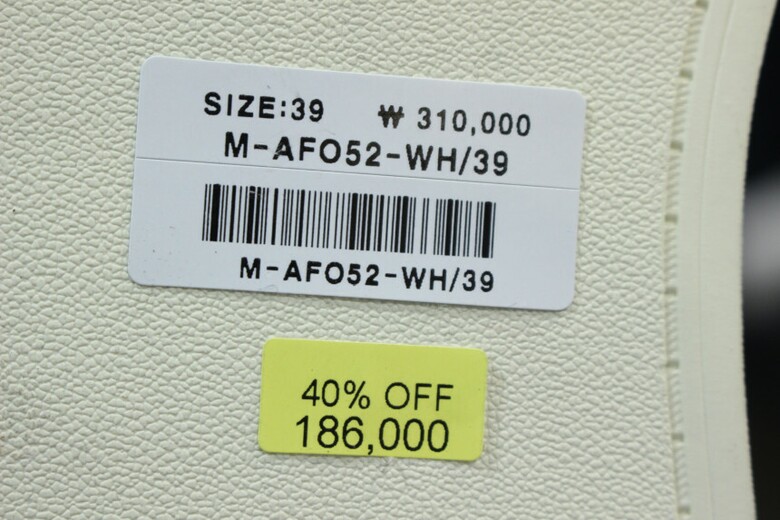 SIZE:39 ₩ 310,000
M-AFO52-WH/39
M-AFO52-WH/39
40% OFF
186,000